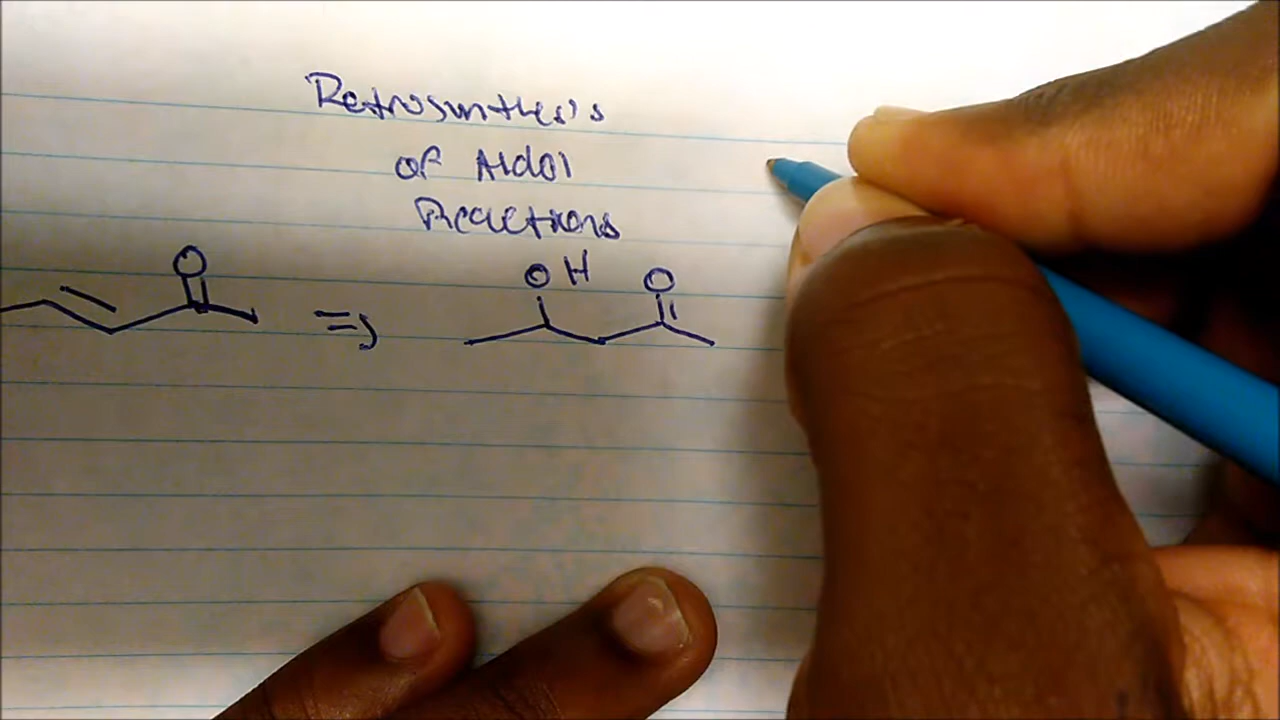 Retrosynthesis
of Aldol
Reactions
O OH O
⇒